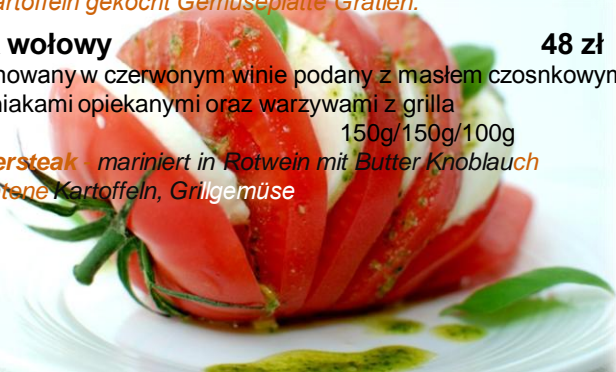 artoffeln gekocht Gemüseplatte Gratien.
wołowy 48 zł
nowany w czerwonym winie podany z masłem czosnkowym
niakami opiekanymi oraz warzywami z grilla
150g/150g/100g
ersteak - mariniert in Rotwein mit Butter Knoblauch
tene Kartoffeln, Grillgemüse